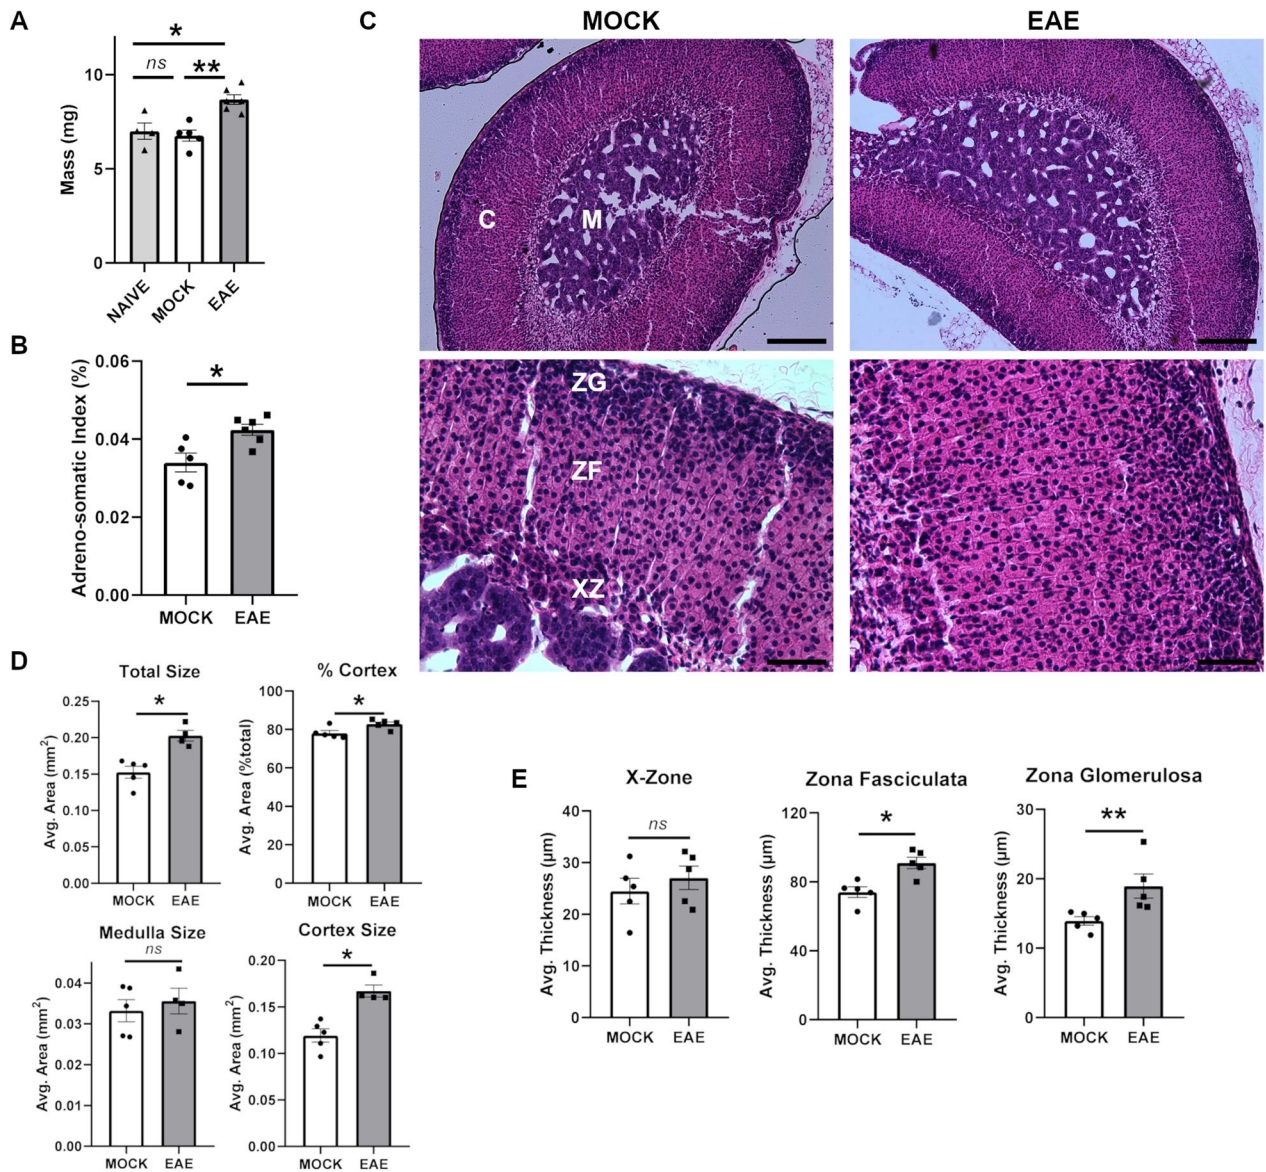 A
Mass (mg)
10
5
0
*
ns
**
NAIVE
MOCK
EAE
B
Adreno-somatic Index (%)
0.06
0.04
0.02
0.00
*
MOCK
EAE
C
MOCK
EAE
C
M
ZG
ZF
XZ
D
Total Size
Avg. Area (mm²)
0.25
0.20
0.15
0.10
0.05
0.00
*
MOCK
EAE
% Cortex
Avg. Area (%total)
100
80
60
40
20
0
*
MOCK
EAE
Medulla Size
ns
Avg. Area (mm²)
0.04
0.03
0.02
0.01
0.00
MOCK
EAE
Cortex Size
Avg. Area (mm²)
0.20
0.15
0.10
0.05
0.00
*
MOCK
EAE
E
X-Zone
Avg. Thickness (μm)
40
30
20
10
0
ns
MOCK
EAE
Zona Fasciculata
Avg. Thickness (μm)
120
80
40
0
*
MOCK
EAE
Zona Glomerulosa
Avg. Thickness (μm)
30
20
10
0
**
MOCK
EAE